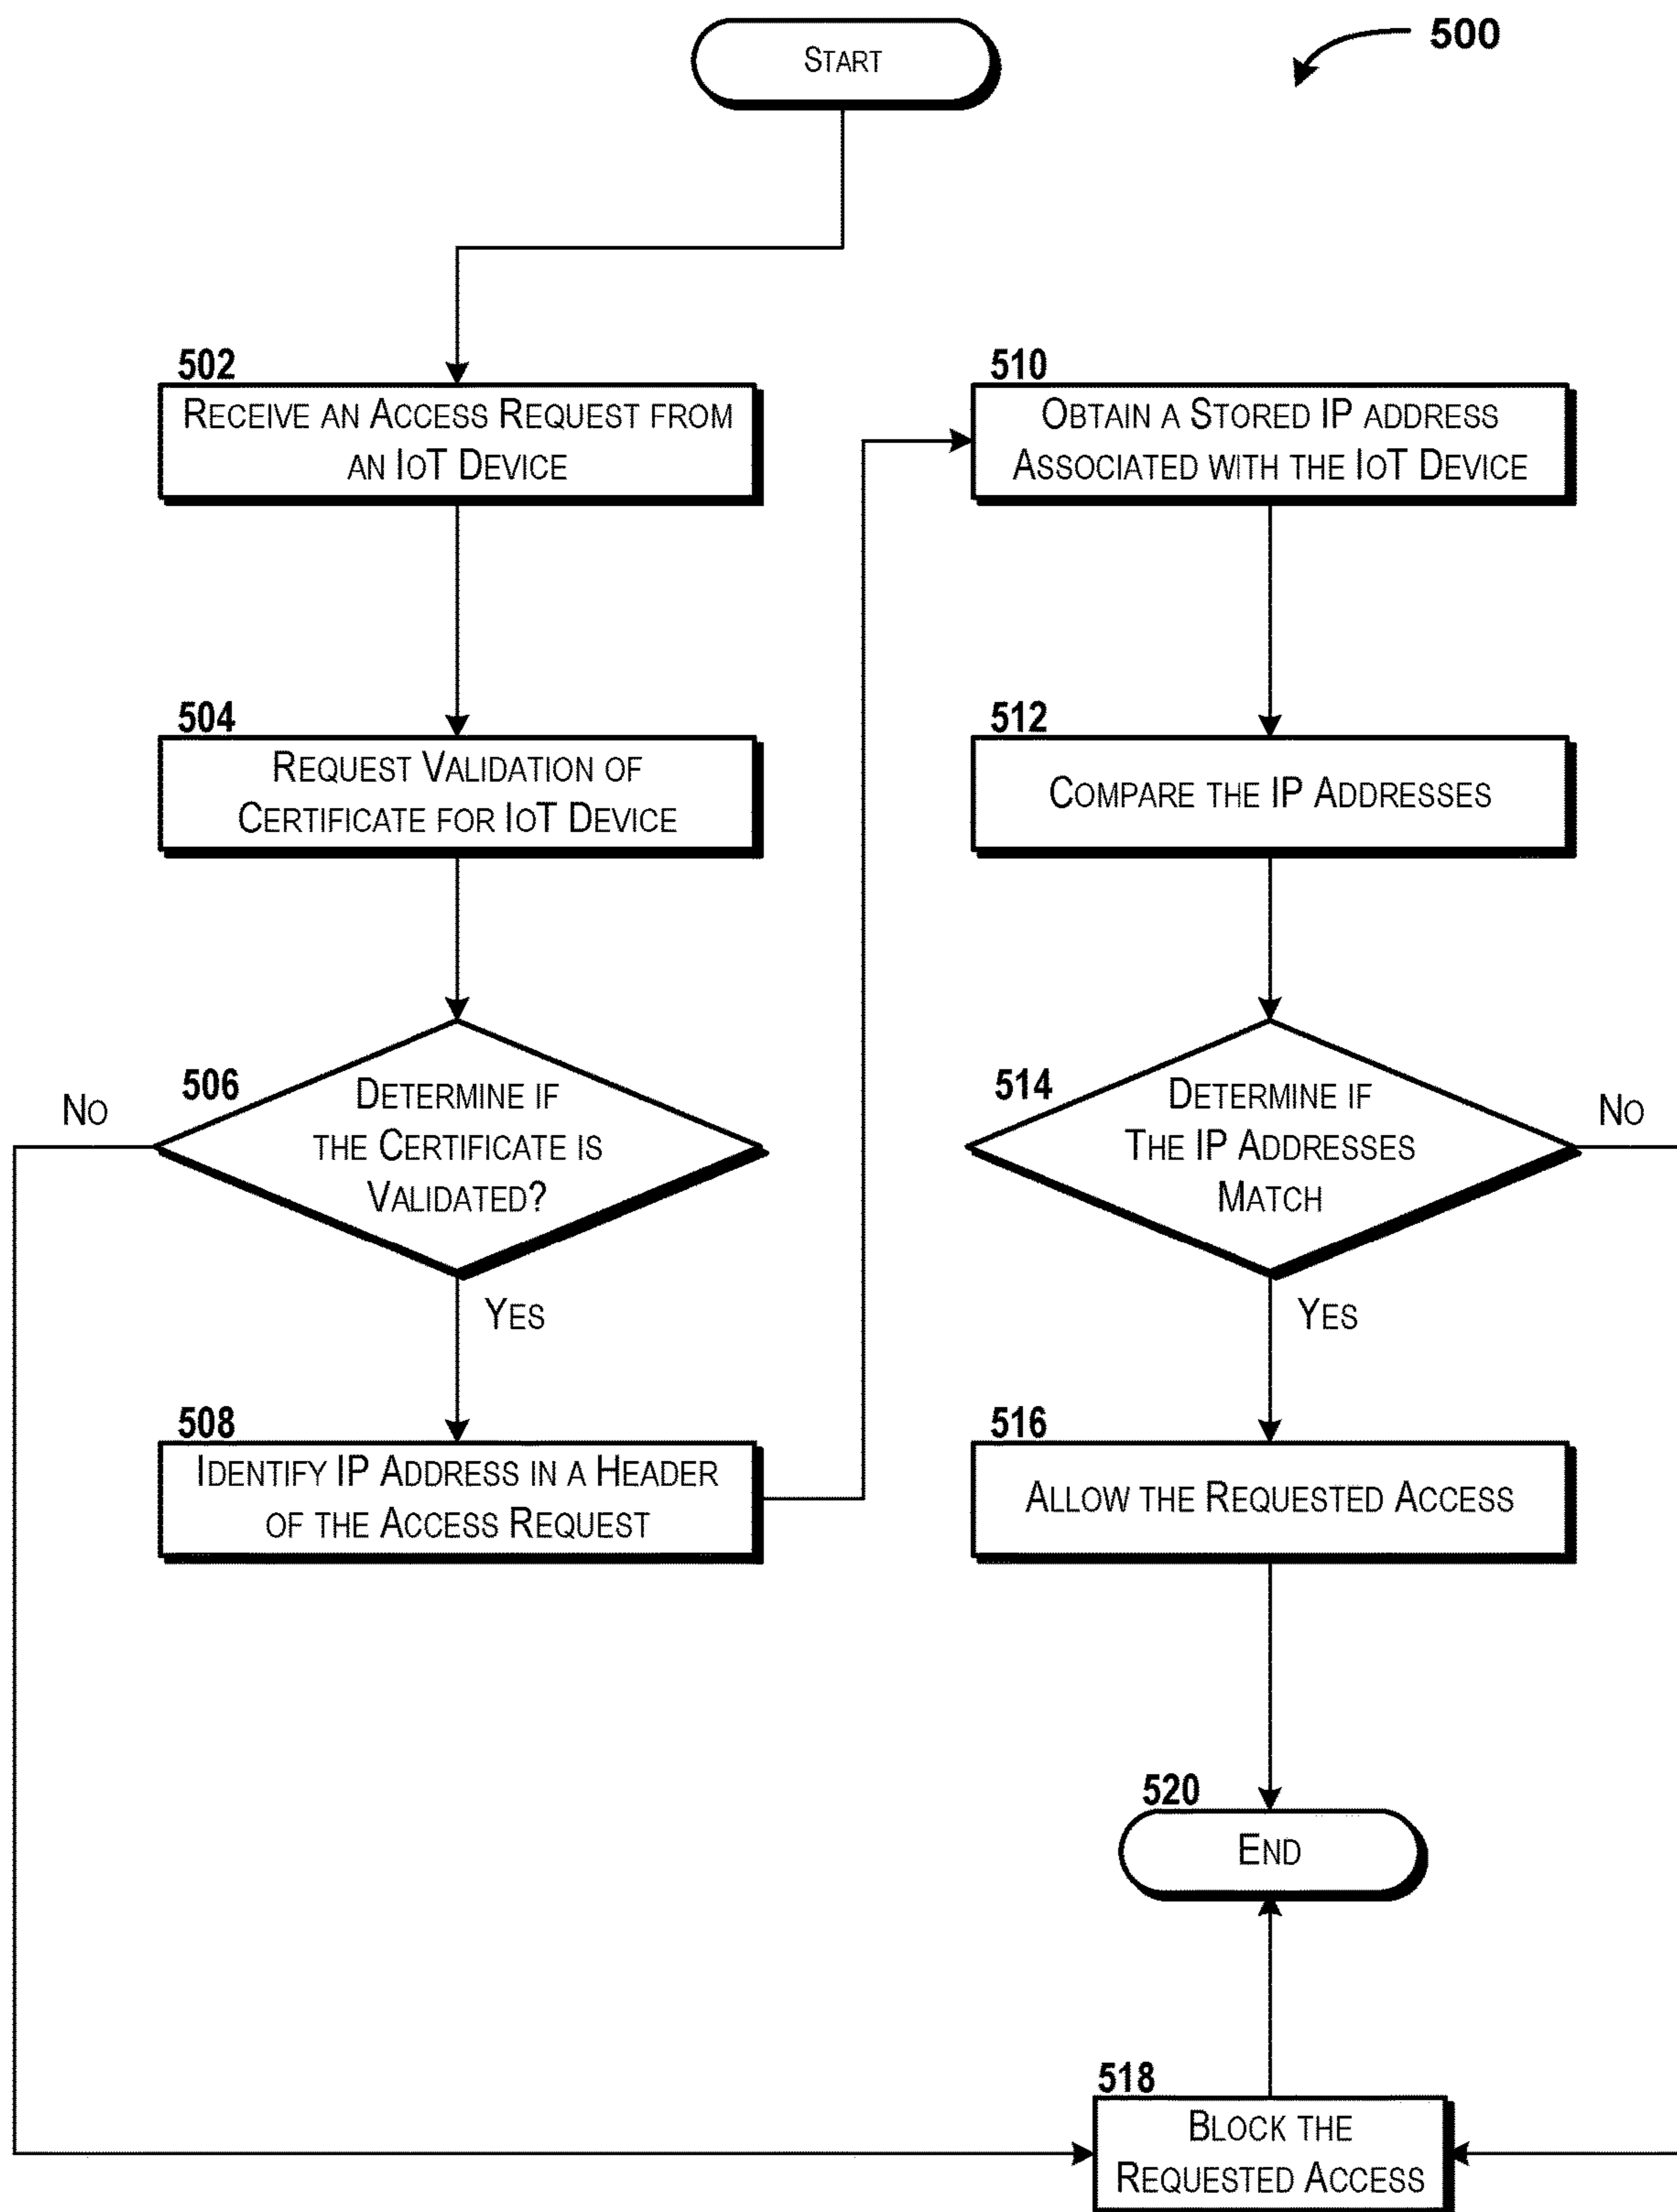 START
500
502
RECEIVE AN ACCESS REQUEST FROM
AN IOT DEVICE
504
REQUEST VALIDATION OF
CERTIFICATE FOR IOT DEVICE
506
DETERMINE IF
THE CERTIFICATE IS
VALIDATED?
NO
YES
508
IDENTIFY IP ADDRESS IN A HEADER
OF THE ACCESS REQUEST
510
OBTAIN A STORED IP ADDRESS
ASSOCIATED WITH THE IOT DEVICE
512
COMPARE THE IP ADDRESSES
514
DETERMINE IF
THE IP ADDRESSES
MATCH
NO
YES
516
ALLOW THE REQUESTED ACCESS
520
END
518
BLOCK THE
REQUESTED ACCESS